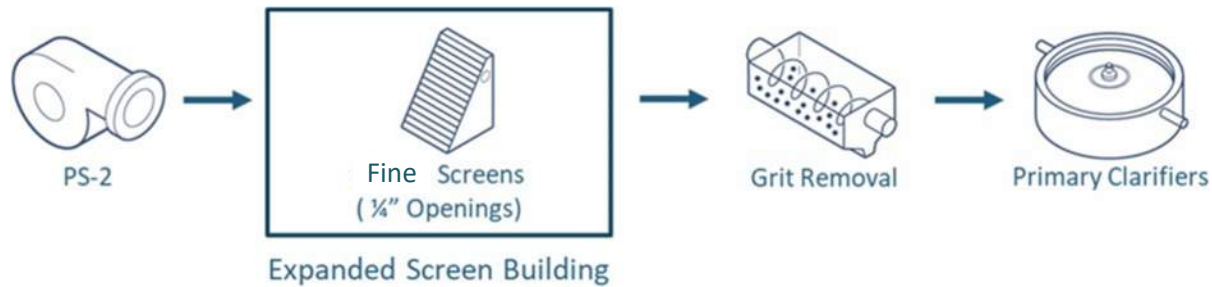 PS-2
Fine Screens
( ¼” Openings)
Grit Removal
Primary Clarifiers
Expanded Screen Building